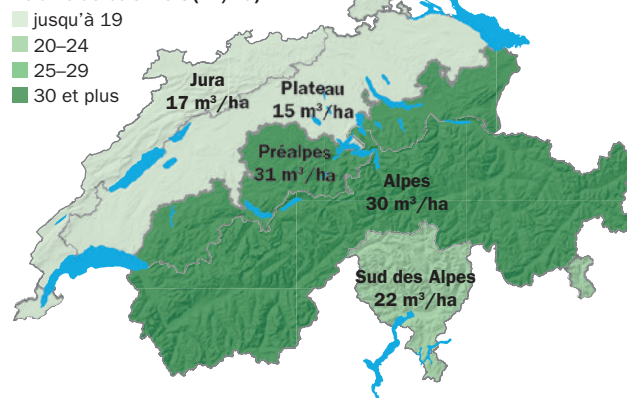 jusqu'à 19
20–24
25–29
30 et plus
Jura
17 m³/ha
Plateau
15 m³/ha
Préalpes
31 m³/ha
Alpes
30 m³/ha
Sud des Alpes
22 m³/ha